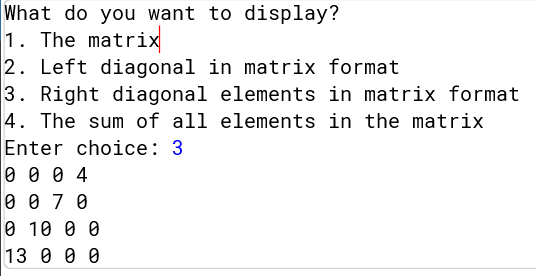 What do you want to display?
1. The matrix
2. Left diagonal in matrix format
3. Right diagonal elements in matrix format
4. The sum of all elements in the matrix
Enter choice: 3
0 0 0 4
0 0 7 0
0 10 0 0
13 0 0 0